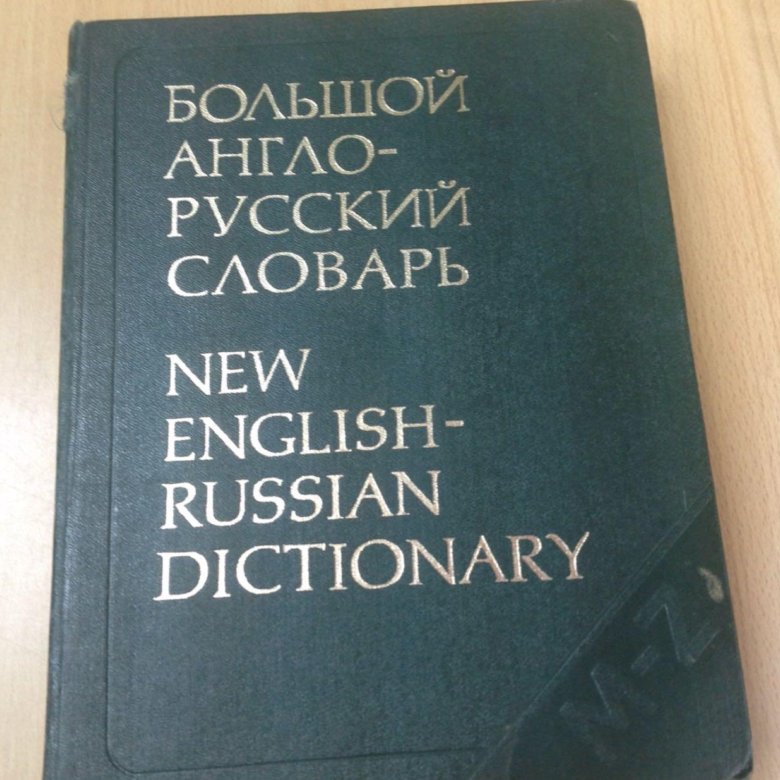 БОЛЬШОЙ
АНГЛО-
РУССКИЙ
СЛОВАРЬ
NEW
ENGLISH-
RUSSIAN
DICTIONARY
M-Z